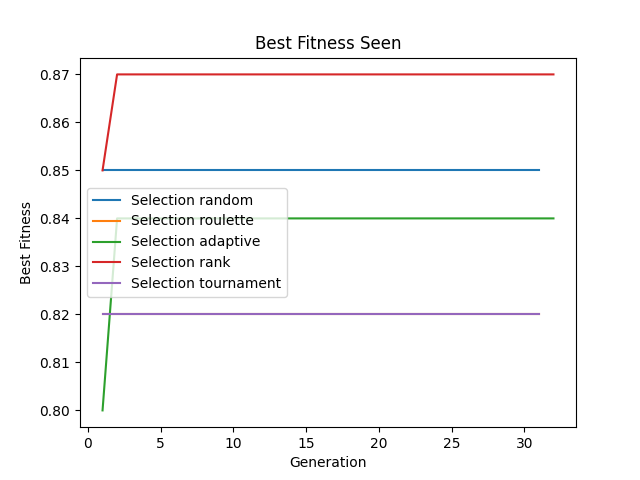 Best Fitness Seen
Best Fitness
0.87
0.86
0.85
0.84
0.83
0.82
0.81
0.80
Selection random
Selection roulette
Selection adaptive
Selection rank
Selection tournament
0 5 10 15 20 25 30
Generation